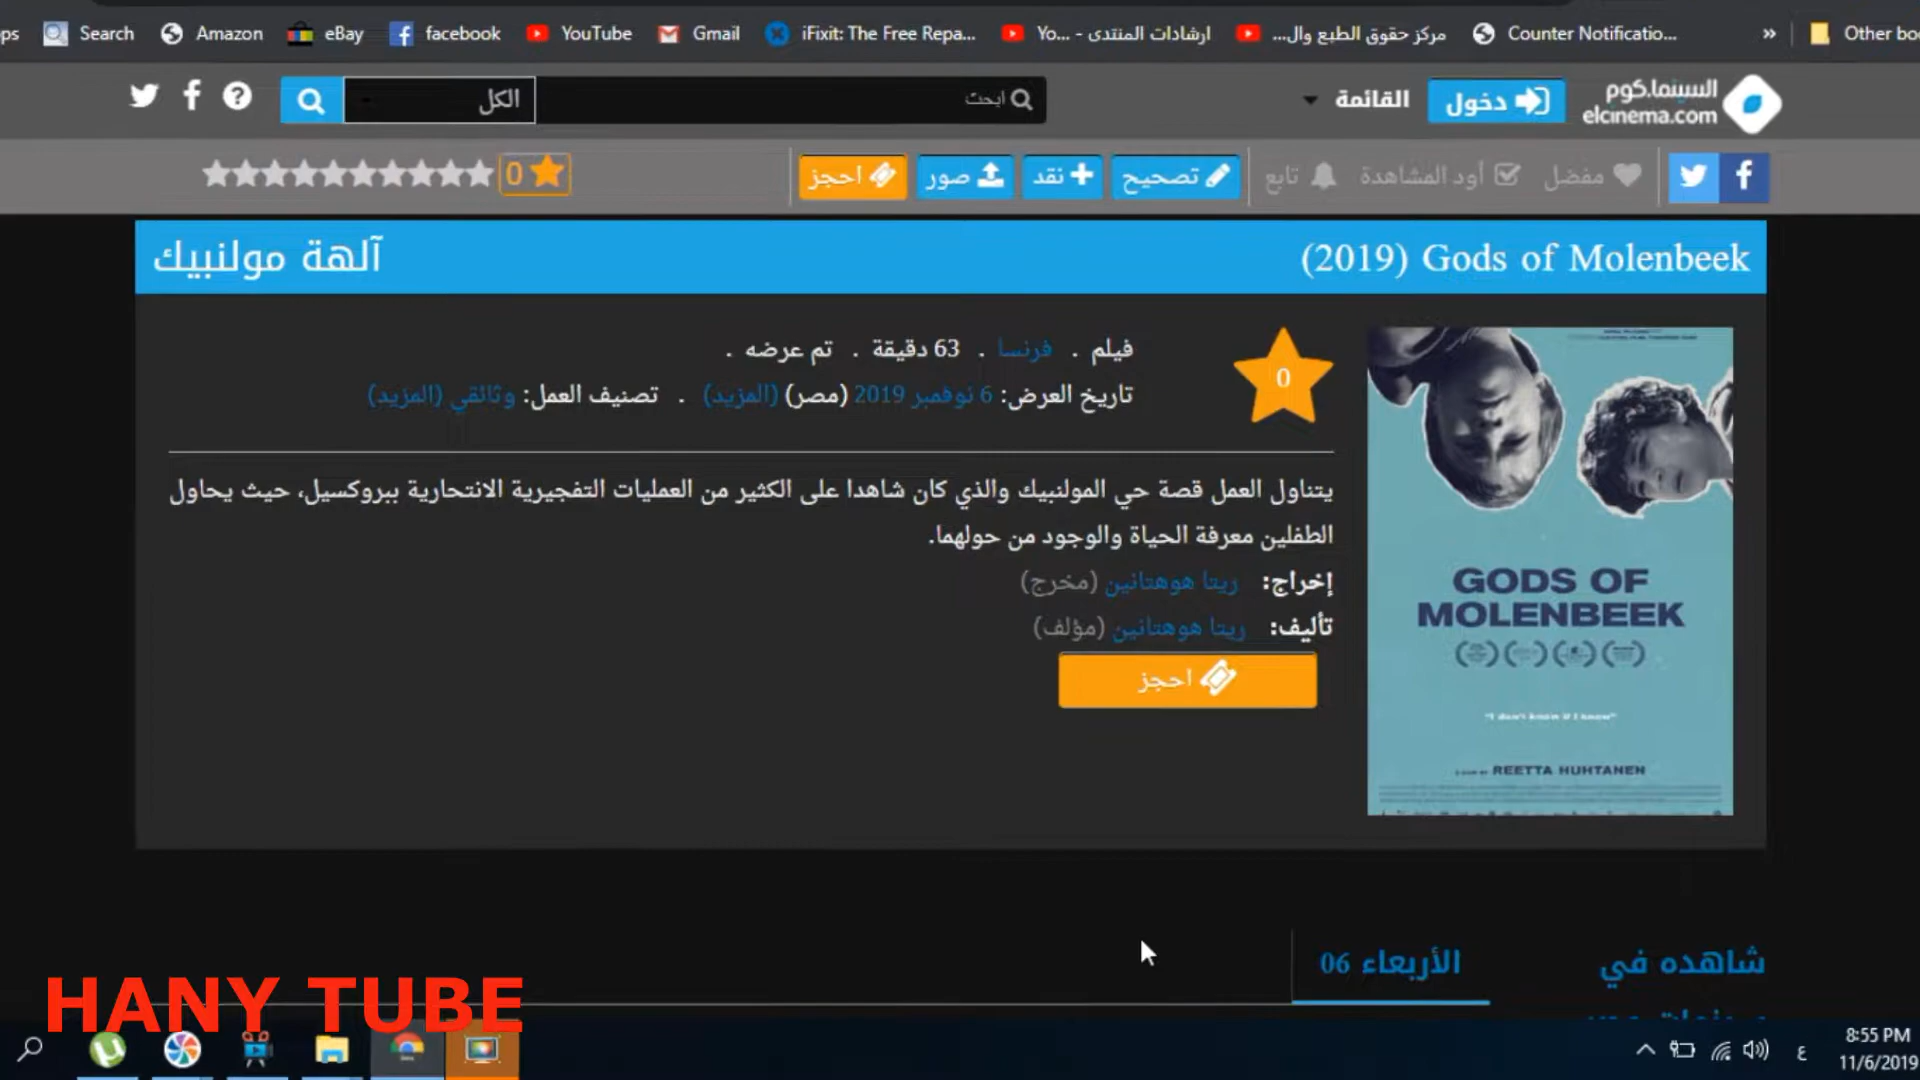 Search
Amazon
eBay
facebook
YouTube
Gmail
iFixit: The Free Repa...
ارشادات المنتدى - ...Yo
مركز حقوق الطبع وال...
Counter Notificatio...
»
السينما.كوم
elcinema.com
دخول
القائمة
ابحث
الكل
مفضل
أود المشاهدة
تابع
تصحيح
نقد
صور
احجز
0
(2019) Gods of Molenbeek
آلهة مولنبيك
فيلم . فرنسا . 63 دقيقة . تم عرضه .
تاريخ العرض: 6 نوفمبر 2019 (مصر) (المزيد) . تصنيف العمل: وثائقي (المزيد)
0
يتناول العمل قصة حي المولنبيك والذي كان شاهدا على الكثير من العمليات التفجيرية الانتحارية ببروكسيل، حيث يحاول
الطفلين معرفة الحياة والوجود من حولهما.
إخراج: ريتا هوهتانين (مخرج)
تأليف: ريتا هوهتانين (مؤلف)
احجز
GODS OF
MOLENBEEK
"I don't know if I know"
REETTA HUHTANEN
شاهده في
الأربعاء 06
HANY TUBE
ع
8:55 PM
11/6/2019